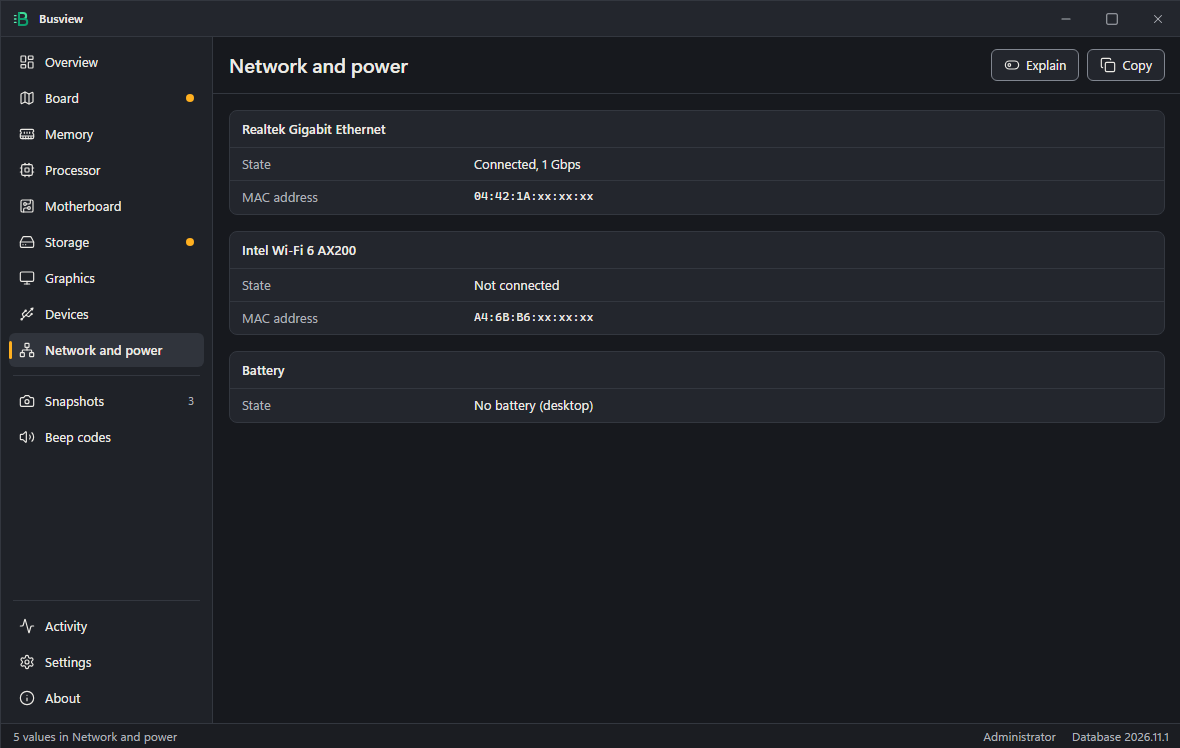 Busview
Overview
Board
Memory
Processor
Motherboard
Storage
Graphics
Devices
Network and power
Snapshots 3
Beep codes
Activity
Settings
About
Network and power
Explain Copy
Realtek Gigabit Ethernet
State Connected, 1 Gbps
MAC address 04:42:1A:xx:xx:xx
Intel Wi-Fi 6 AX200
State Not connected
MAC address A4:6B:B6:xx:xx:xx
Battery
State No battery (desktop)
5 values in Network and power
Administrator Database 2026.11.1